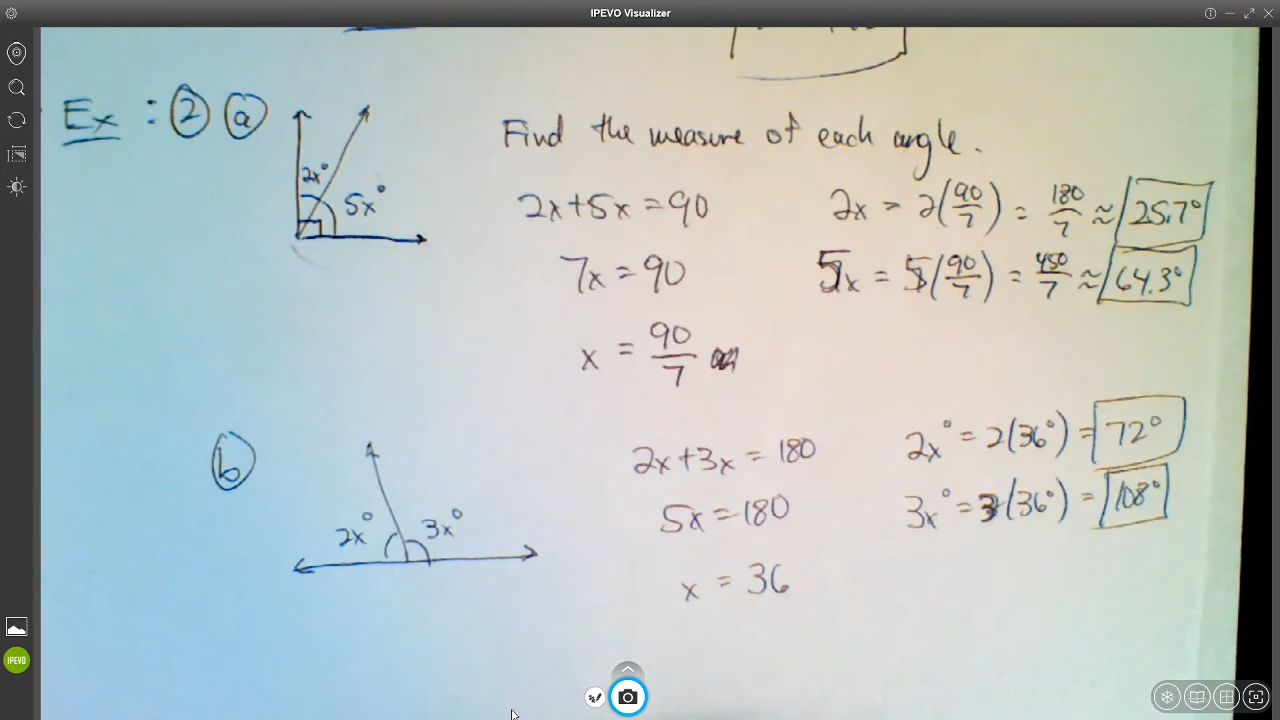 IPEVO Visualizer
Ex : ② ⓐ
Find the measure of each angle.
2x°
5x°
2x+5x=90
2x = 2(90/7) = 180/7 ≈ 25.7°
7x=90
5x = 5(90/7) = 450/7 ≈ 64.3°
x = 90/7
ⓑ
2x°
3x°
2x+3x=180
2x° = 2(36°) = 72°
5x=180
3x° = 3(36°) = 108°
x = 36
IPEVO